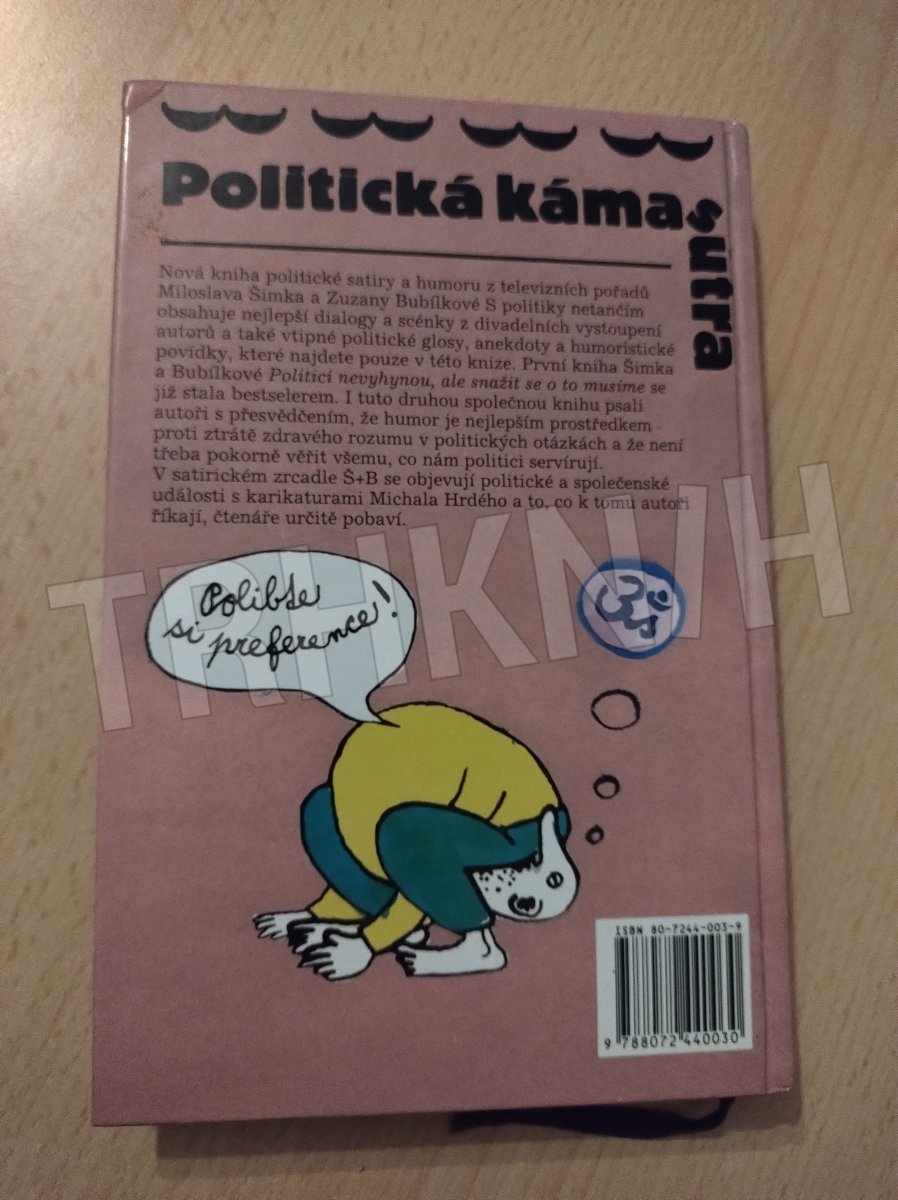 Politická kámasutra
Nová kniha politické satiry a humoru z televizních pořadů
Miloslava Šimka a Zuzany Bubílkové S politiky netančím
obsahuje nejlepší dialogy a scénky z divadelních vystoupení
autorů a také vtipné politické glosy, anekdoty a humoristické
povídky, které najdete pouze v této knize. První kniha Šimka
a Bubílkové Politici nevyhynou, ale snažit se o to musíme se
již stala bestselerem. I tuto druhou společnou knihu psali
autoři s přesvědčením, že humor je nejlepším prostředkem
proti ztrátě zdravého rozumu v politických otázkách a že není
třeba pokorně věřit všemu, co nám politici servírují.
V satirickém zrcadle Š+B se objevují politické a společenské
události s karikaturami Michala Hrdého a to, co k tomu autoři
říkají, čtenáře určitě pobaví.
TRHKNIH
Polibte
si preference!
ISBN 80-7244-003-9
9 788072 440030